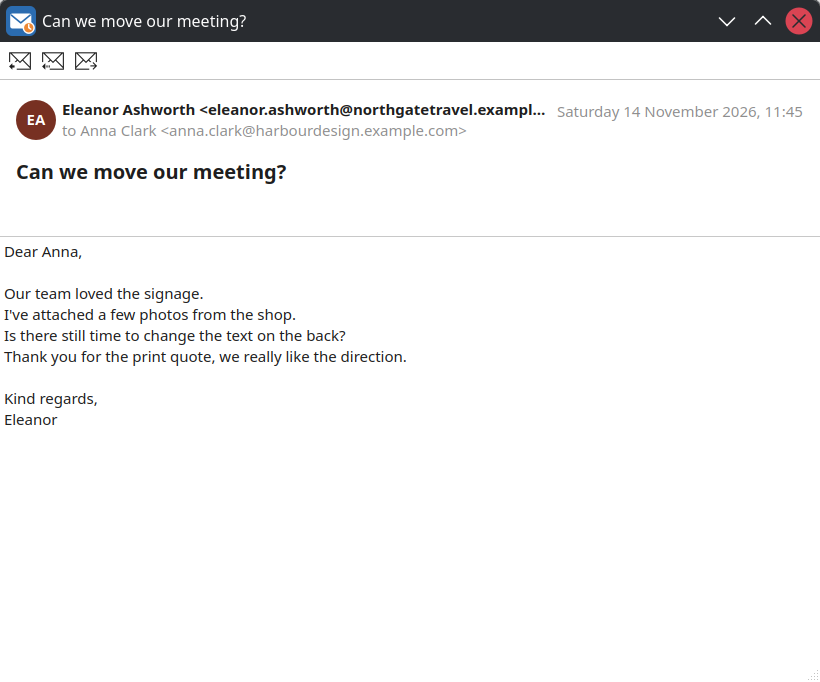 Can we move our meeting?
EA
Eleanor Ashworth <eleanor.ashworth@northgatetravel.exampl...
Saturday 14 November 2026, 11:45
to Anna Clark <anna.clark@harbourdesign.example.com>
Can we move our meeting?
Dear Anna,
Our team loved the signage.
I've attached a few photos from the shop.
Is there still time to change the text on the back?
Thank you for the print quote, we really like the direction.
Kind regards,
Eleanor